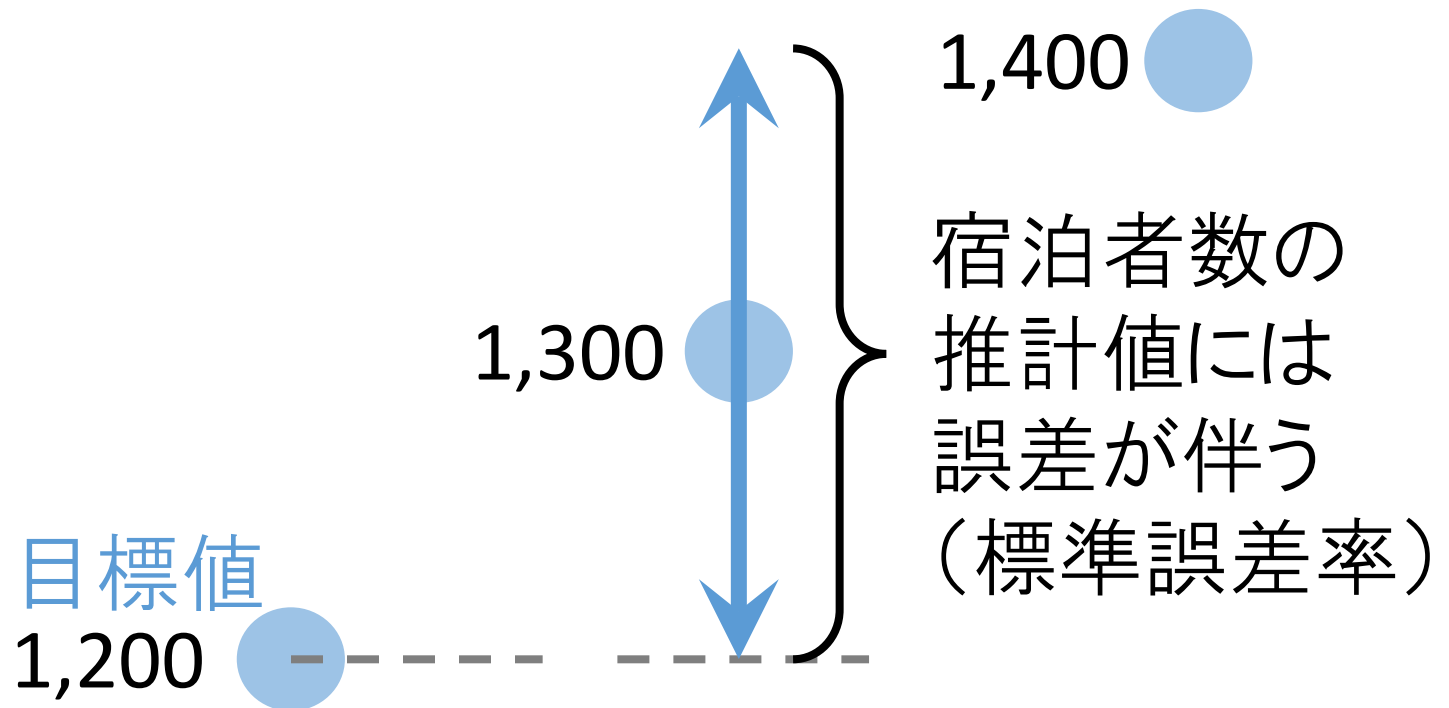 1,400
宿泊者数の
推計値には
誤差が伴う
（標準誤差率）
1,300
目標値
1,200